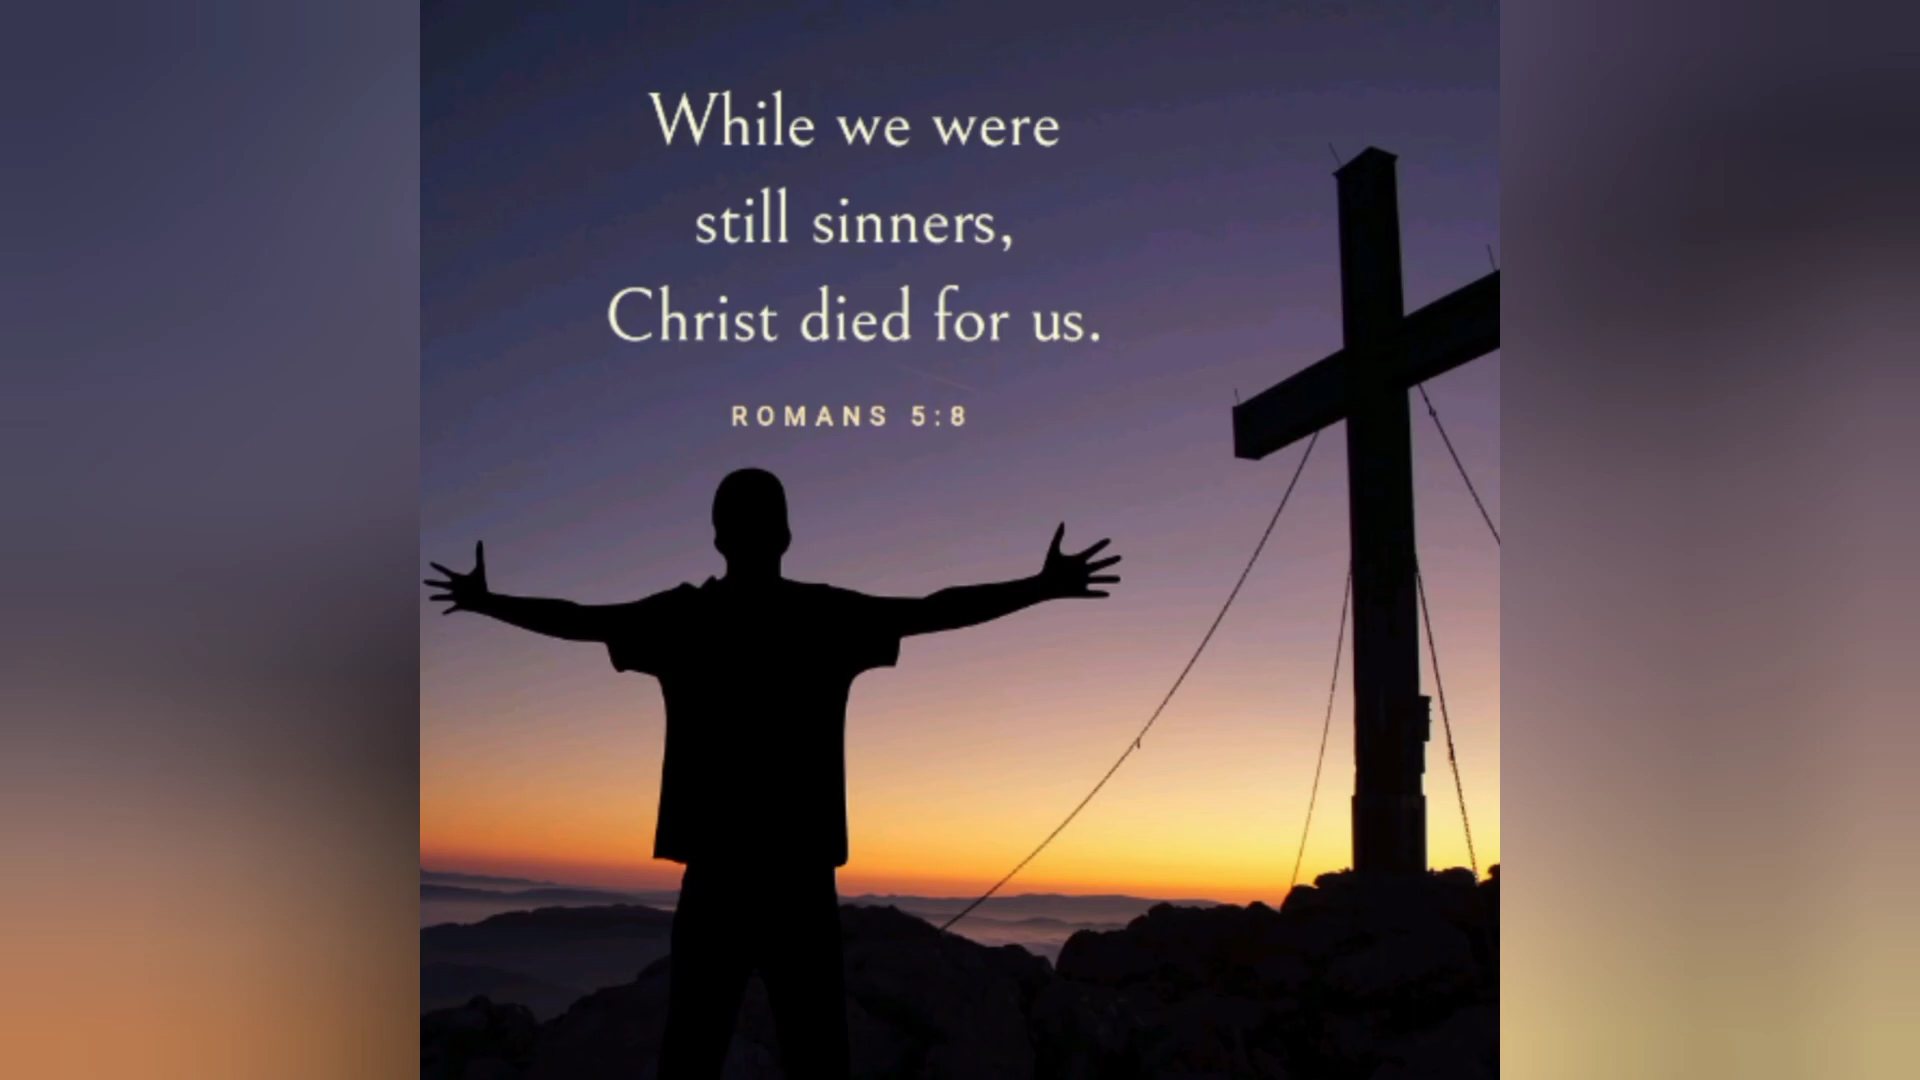 While we were
still sinners,
Christ died for us.
ROMANS 5:8